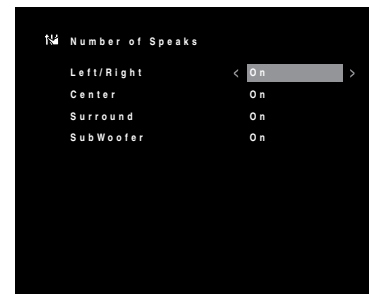 Number of Speaks
Left/Right < On >
Center On
Surround On
SubWoofer On